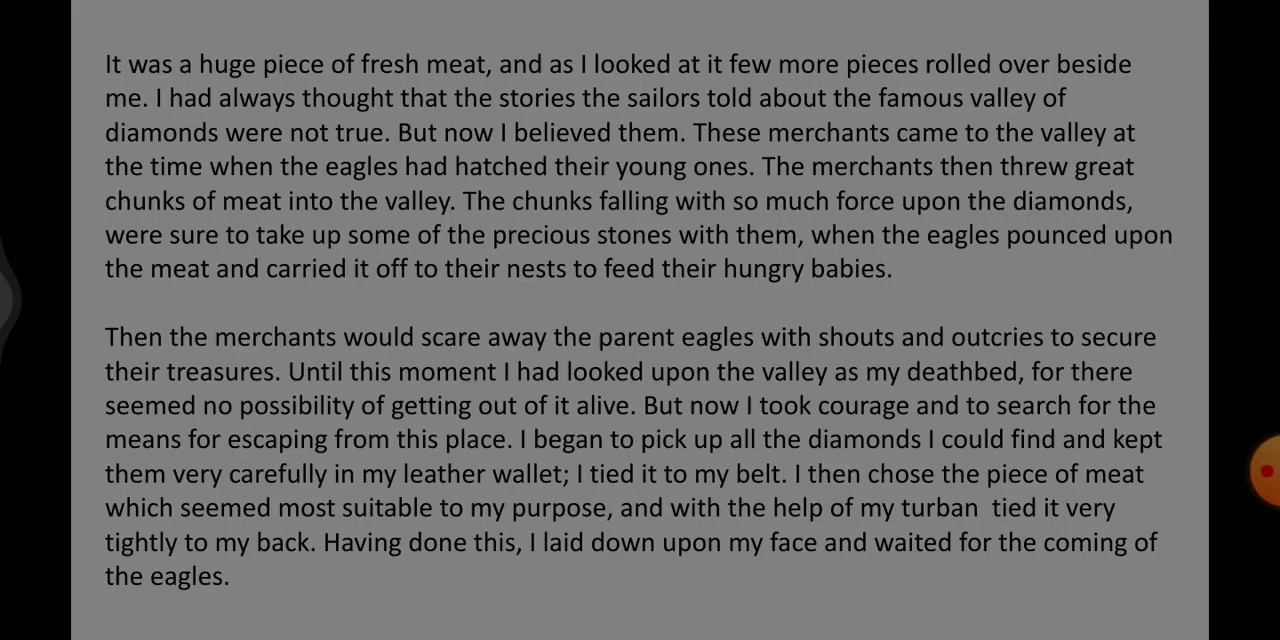 It was a huge piece of fresh meat, and as I looked at it few more pieces rolled over beside
me. I had always thought that the stories the sailors told about the famous valley of
diamonds were not true. But now I believed them. These merchants came to the valley at
the time when the eagles had hatched their young ones. The merchants then threw great
chunks of meat into the valley. The chunks falling with so much force upon the diamonds,
were sure to take up some of the precious stones with them, when the eagles pounced upon
the meat and carried it off to their nests to feed their hungry babies.
Then the merchants would scare away the parent eagles with shouts and outcries to secure
their treasures. Until this moment I had looked upon the valley as my deathbed, for there
seemed no possibility of getting out of it alive. But now I took courage and to search for the
means for escaping from this place. I began to pick up all the diamonds I could find and kept
them very carefully in my leather wallet; I tied it to my belt. I then chose the piece of meat
which seemed most suitable to my purpose, and with the help of my turban  tied it very
tightly to my back. Having done this, I laid down upon my face and waited for the coming of
the eagles.